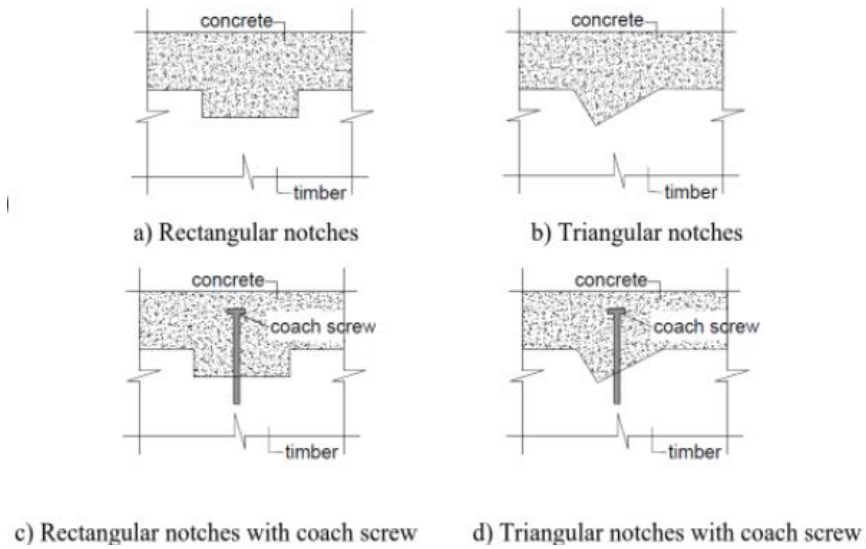 concrete
concrete
timber
timber
a) Rectangular notches
b) Triangular notches
concrete
concrete
coach screw
coach screw
timber
timber
c) Rectangular notches with coach screw
d) Triangular notches with coach screw